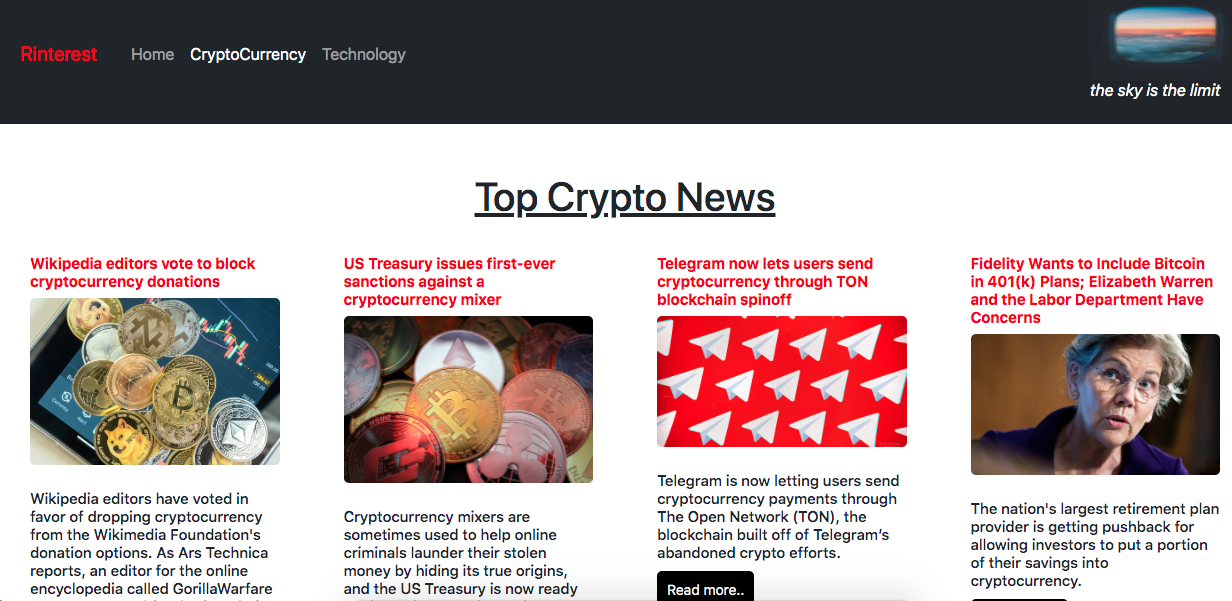 Rinterest
Home CryptoCurrency Technology
the sky is the limit
Top Crypto News
Wikipedia editors vote to block
cryptocurrency donations
Wikipedia editors have voted in
favor of dropping cryptocurrency
from the Wikimedia Foundation's
donation options. As Ars Technica
reports, an editor for the online
encyclopedia called GorillaWarfare
US Treasury issues first-ever
sanctions against a
cryptocurrency mixer
Cryptocurrency mixers are
sometimes used to help online
criminals launder their stolen
money by hiding its true origins,
and the US Treasury is now ready
Telegram now lets users send
cryptocurrency through TON
blockchain spinoff
Telegram is now letting users send
cryptocurrency payments through
The Open Network (TON), the
blockchain built off of Telegram’s
abandoned crypto efforts.
Read more..
Fidelity Wants to Include Bitcoin
in 401(k) Plans; Elizabeth Warren
and the Labor Department Have
Concerns
The nation's largest retirement plan
provider is getting pushback for
allowing investors to put a portion
of their savings into
cryptocurrency.